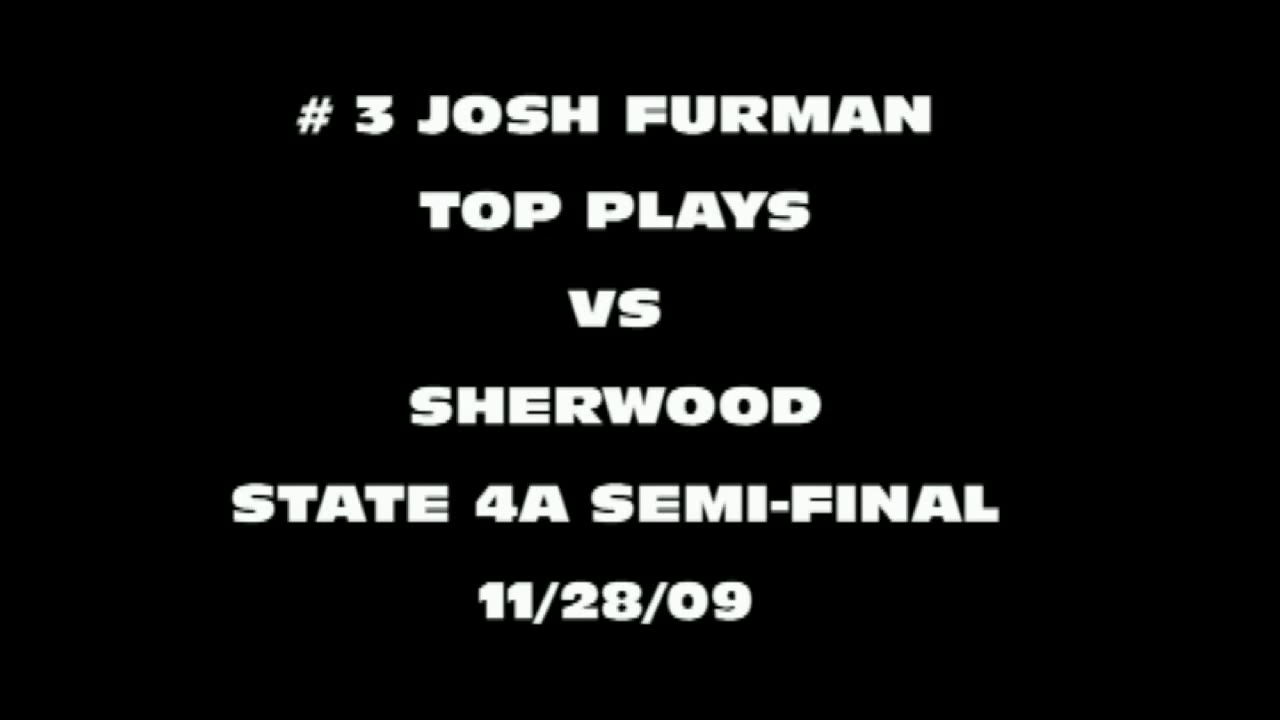 # 3 JOSH FURMAN
TOP PLAYS
VS
SHERWOOD
STATE 4A SEMI-FINAL
11/28/09